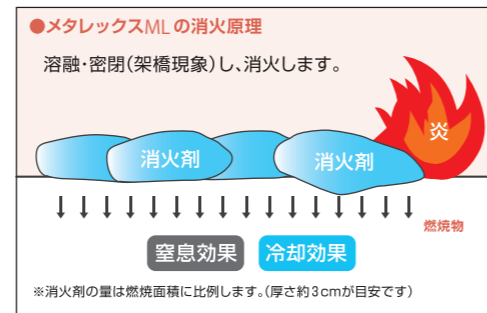 ●メタレックスMLの消火原理
溶融・密閉(架橋現象)し、消火します。
炎
消火剤
消火剤
燃焼物
窒息効果
冷却効果
※消火剤の量は燃焼面積に比例します。(厚さ約3cmが目安です)